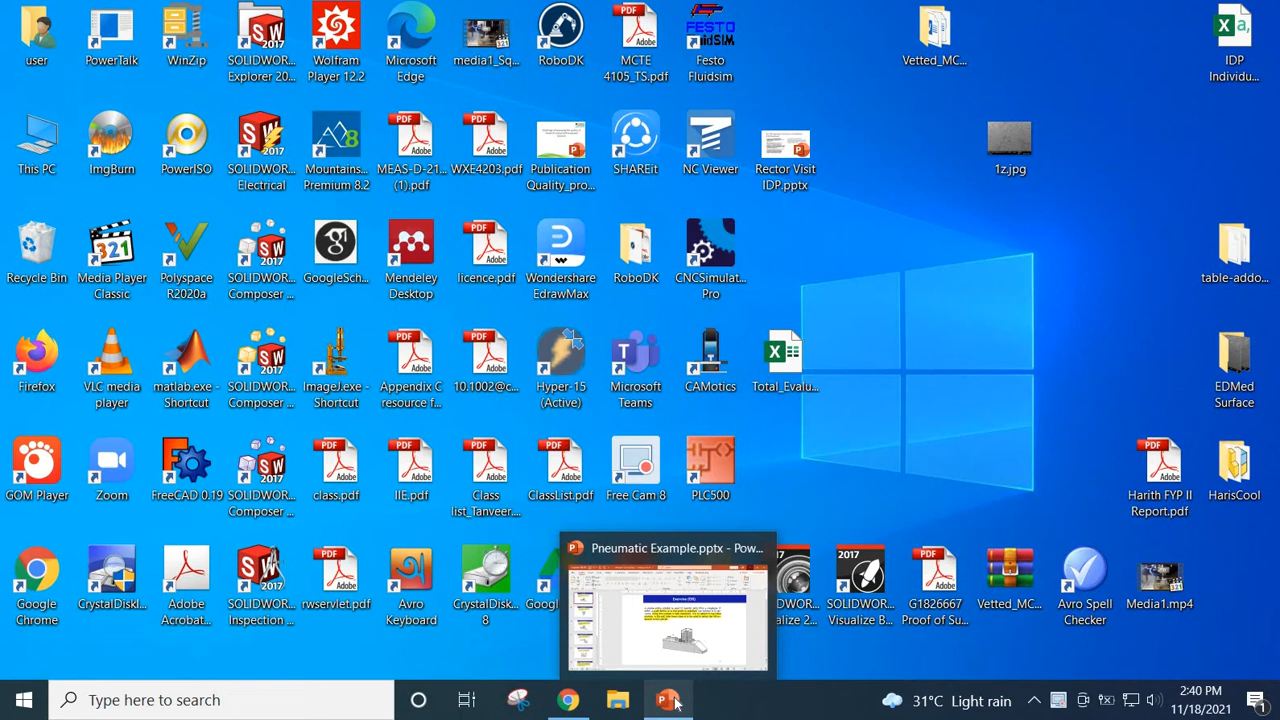 user
PowerTalk
WinZip
SOLIDWOR...
Explorer 20...
Wolfram
Player 12.2
Microsoft
Edge
media1_Sq...
RoboDK
MCTE
4105_TS.pdf
Festo
Fluidsim
Vetted_MC...
IDP
Individu...
This PC
ImgBurn
PowerISO
SOLIDWOR...
Electrical
Mountains...
Premium 8.2
MEAS-D-21...
(1).pdf
WXE4203.pdf
Publication
Quality_pro...
SHAREit
NC Viewer
Rector Visit
IDP.pptx
1z.jpg
Recycle Bin
Media Player
Classic
Polyspace
R2020a
SOLIDWOR...
Composer ...
GoogleSch...
Mendeley
Desktop
licence.pdf
Wondershare
EdrawMax
RoboDK
CNCSimulat...
Pro
table-addo...
Firefox
VLC media
player
matlab.exe -
Shortcut
SOLIDWOR...
Composer ...
ImageJ.exe -
Shortcut
Appendix C
resource f...
10.1002@c...
Hyper-15
(Active)
Microsoft
Teams
CAMotics
Total_Evalu...
EDMed
Surface
GOM Player
Zoom
FreeCAD 0.19
SOLIDWOR...
Composer ...
class.pdf
IIE.pdf
Class
list_Tanveer....
ClassList.pdf
Free Cam 8
PLC500
Harith FYP II
Report.pdf
HarisCool
Google
Chrome
CrystalDiskI...
Adobe
Acrobat...
SOLIDWOR...
Inspection ...
rwservlet.pdf
Avro
Keyboard
CrystalDisk...
8
Pneumatic Example.pptx - Pow...
Exercise (CFR)
SOLIDWOR...
Visualize B...
G1826667
Proof of Su...
Vetted_MC...
Avro Spell
Checker
Media1.mp4
Type here to search
31°C Light rain
2:40 PM
11/18/2021
1